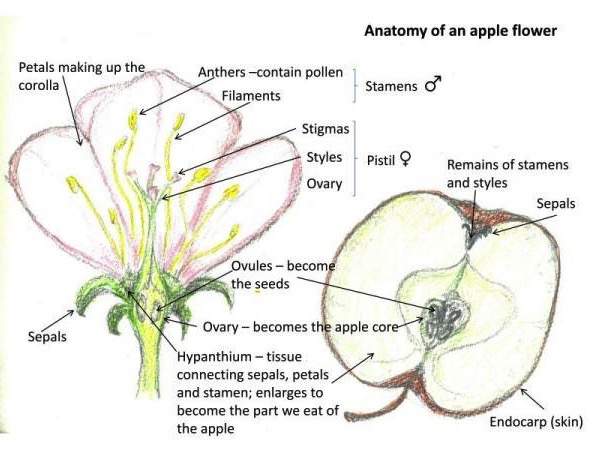 Anatomy of an apple flower
Petals making up the
corolla
Anthers –contain pollen
Filaments
Stamens ♂
Stigmas
Styles
Ovary
Pistil ♀
Remains of stamens
and styles
Sepals
Ovules – become
the seeds
Ovary – becomes the apple core
Sepals
Hypanthium – tissue
connecting sepals, petals
and stamen; enlarges to
become the part we eat of
the apple
Endocarp (skin)